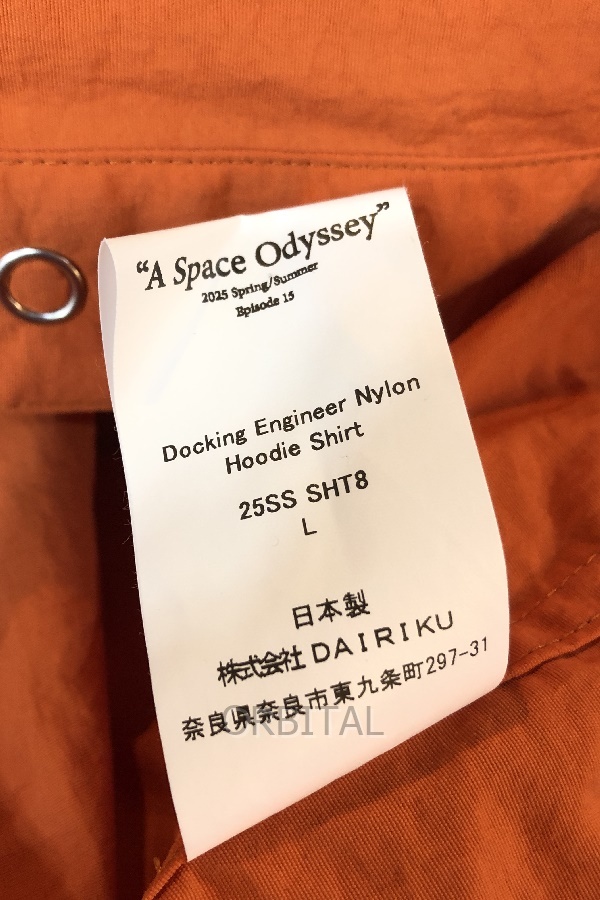 “A Space Odyssey”
2025 Spring/Summer
Episode 15
Docking Engineer Nylon
Hoodie Shirt
25SS SHT8
L
日本製
株式会社 DAIRIKU
奈良県奈良市東九条町297-31
ORBITAL